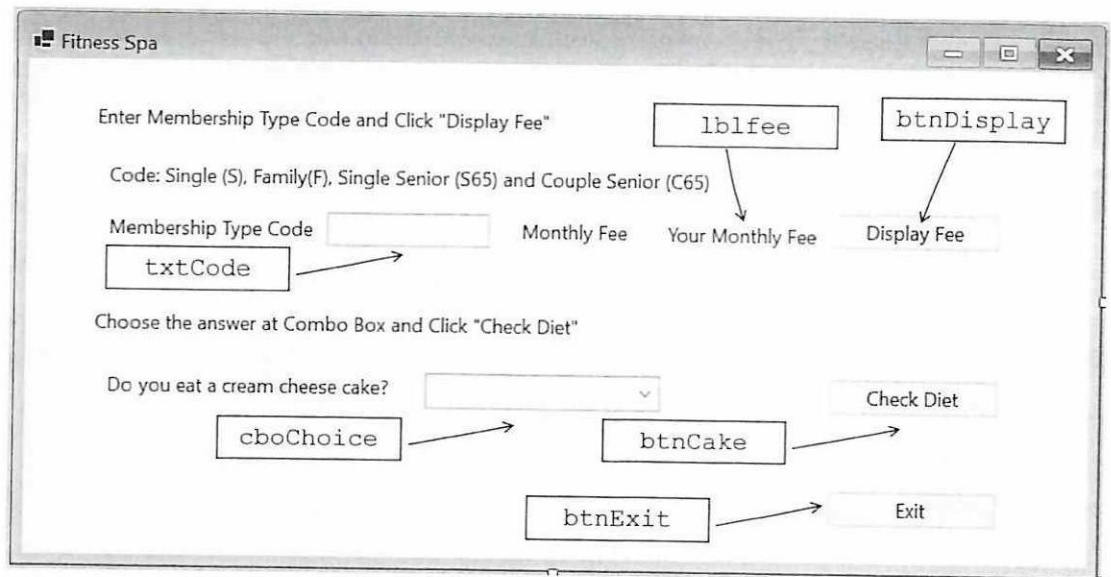 Fitness Spa
Enter Membership Type Code and Click "Display Fee"
lblfee
btnDisplay
Code: Single (S), Family(F), Single Senior (S65) and Couple Senior (C65)
Membership Type Code
Monthly Fee
Your Monthly Fee
Display Fee
txtCode
Choose the answer at Combo Box and Click "Check Diet"
Do you eat a cream cheese cake?
Check Diet
cboChoice
btnCake
btnExit
Exit